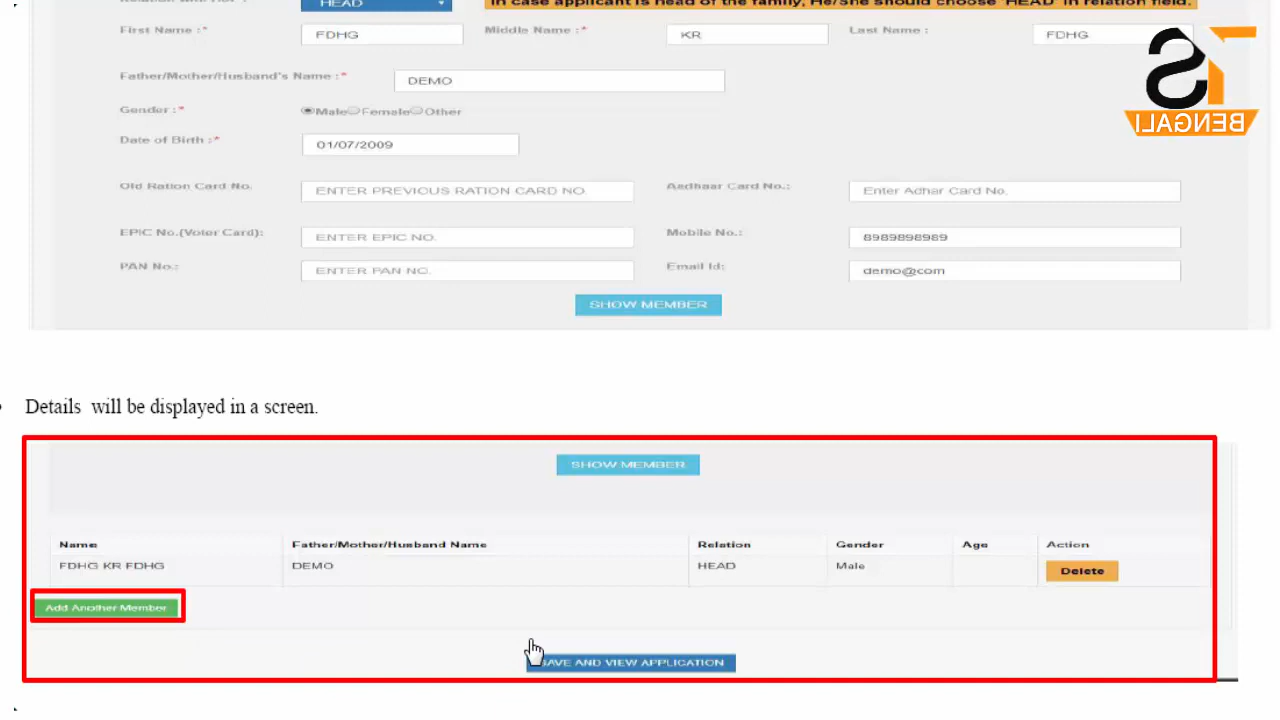 HEAD
In case applicant is head of the family, He/She should choose 'HEAD' in relation field.
First Name :* FDHG Middle Name :* KR Last Name : FDHG
Father/Mother/Husband's Name :* DEMO
Gender :* Male Female Other
Date of Birth :* 01/07/2009
Old Ration Card No. ENTER PREVIOUS RATION CARD NO. Aadhaar Card No.: Enter Adhar Card No.
EPIC No.(Voter Card): ENTER EPIC NO. Mobile No.: 8989898989
PAN No.: ENTER PAN NO. Email Id: demo@com
SHOW MEMBER
BENGALI
Details will be displayed in a screen.
SHOW MEMBER
Name Father/Mother/Husband Name Relation Gender Age Action
FDHG KR FDHG DEMO HEAD Male Delete
Add Another Member
SAVE AND VIEW APPLICATION